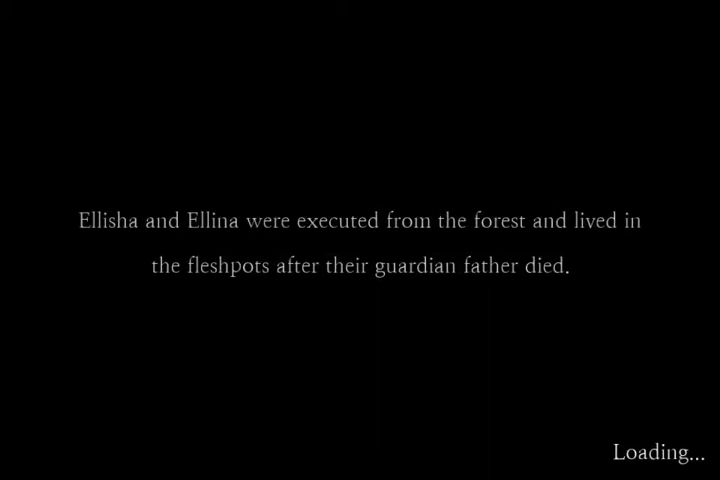 Ellisha and Ellina were executed from the forest and lived in
the fleshpots after their guardian father died.
Loading...